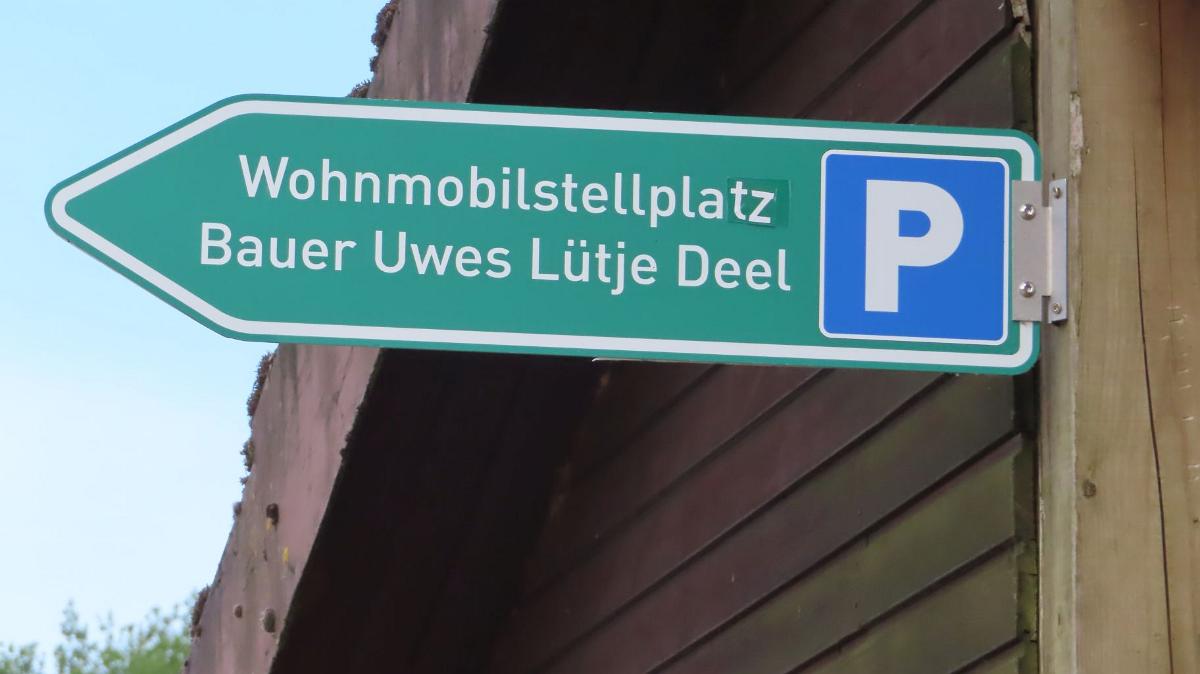 Wohnmobilstellplatz
Bauer Uwes Lütje Deel
P